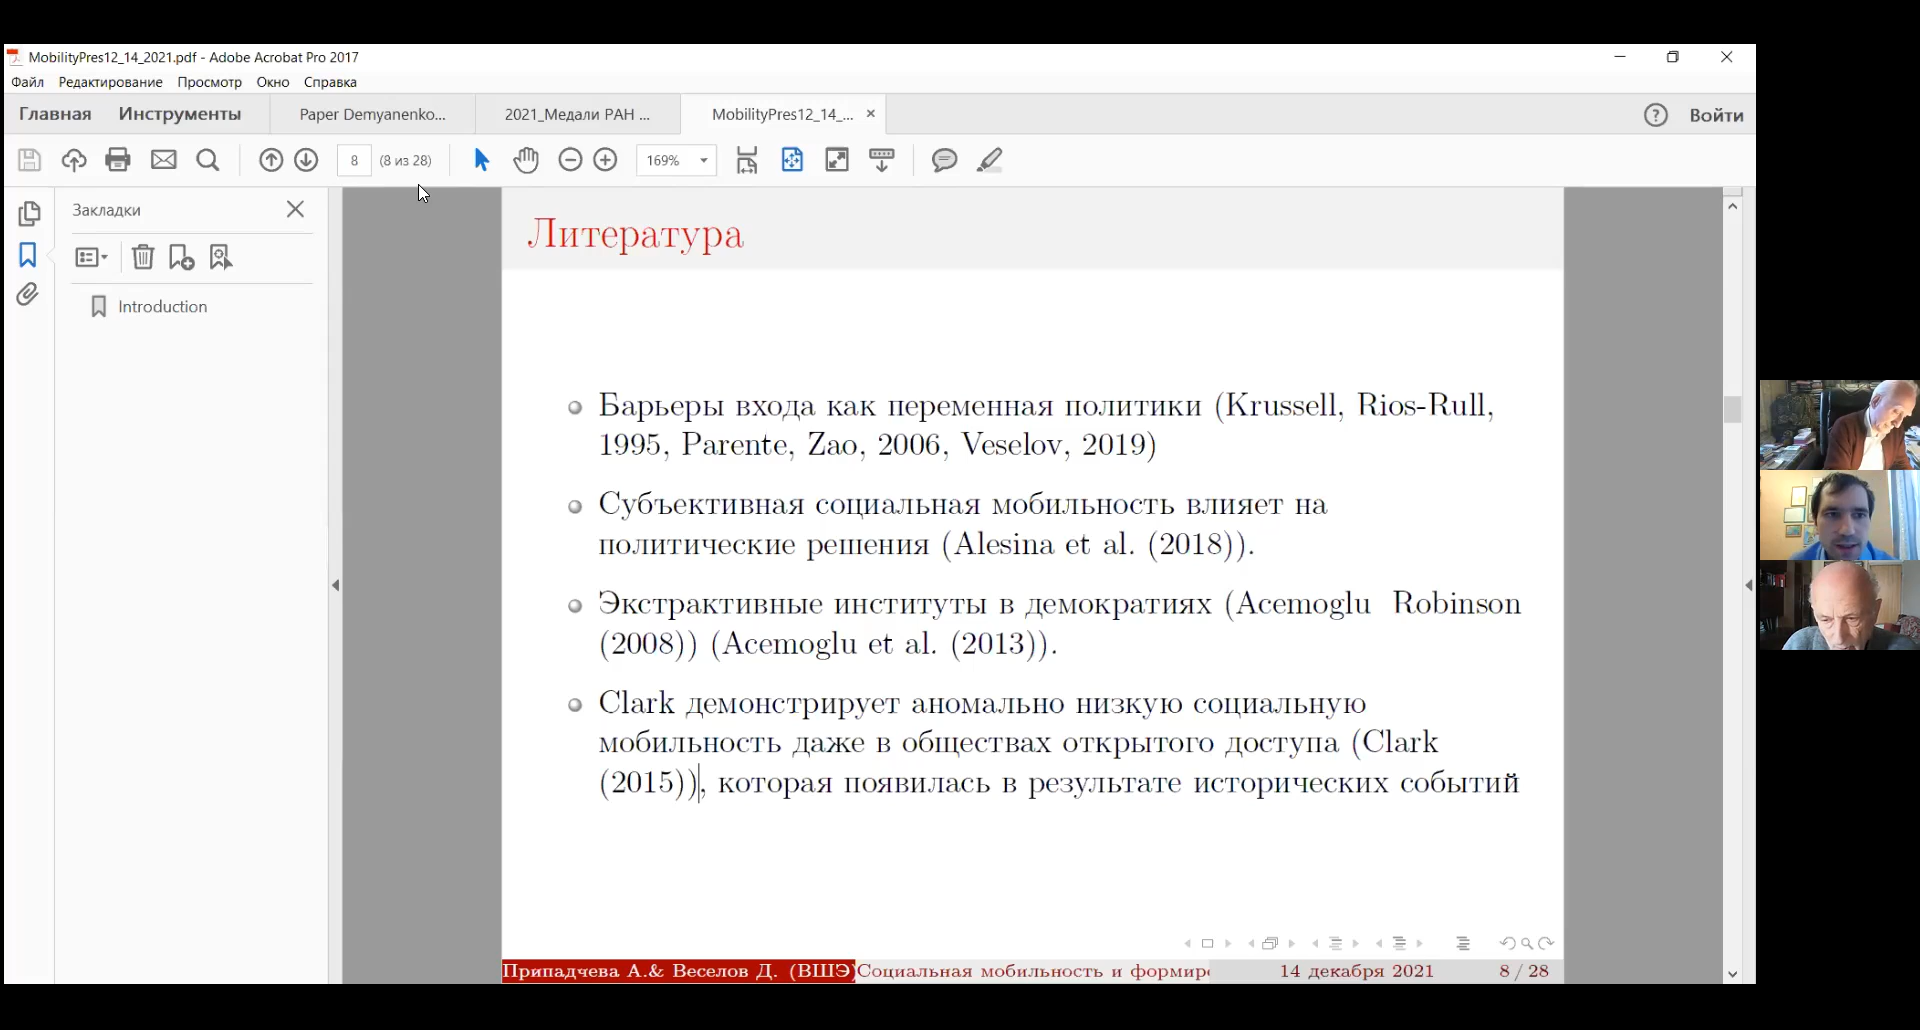 MobilityPres12_14_2021.pdf - Adobe Acrobat Pro 2017
Файл Редактирование Просмотр Окно Справка
Главная Инструменты Paper Demyanenko... 2021_Медали РАН ... MobilityPres12_14_... × ? Войти
8 (8 из 28) 169%
Закладки
Introduction
Литература
Барьеры входа как переменная политики (Krussell, Rios-Rull,
1995, Parente, Zao, 2006, Veselov, 2019)
Субъективная социальная мобильность влияет на
политические решения (Alesina et al. (2018)).
Экстрактивные институты в демократиях (Acemoglu Robinson
(2008)) (Acemoglu et al. (2013)).
Clark демонстрирует аномально низкую социальную
мобильность даже в обществах открытого доступа (Clark
(2015)), которая появилась в результате исторических событий
Припадчева А.& Веселов Д. (ВШЭ) Социальная мобильность и формиро 14 декабря 2021 8 / 28